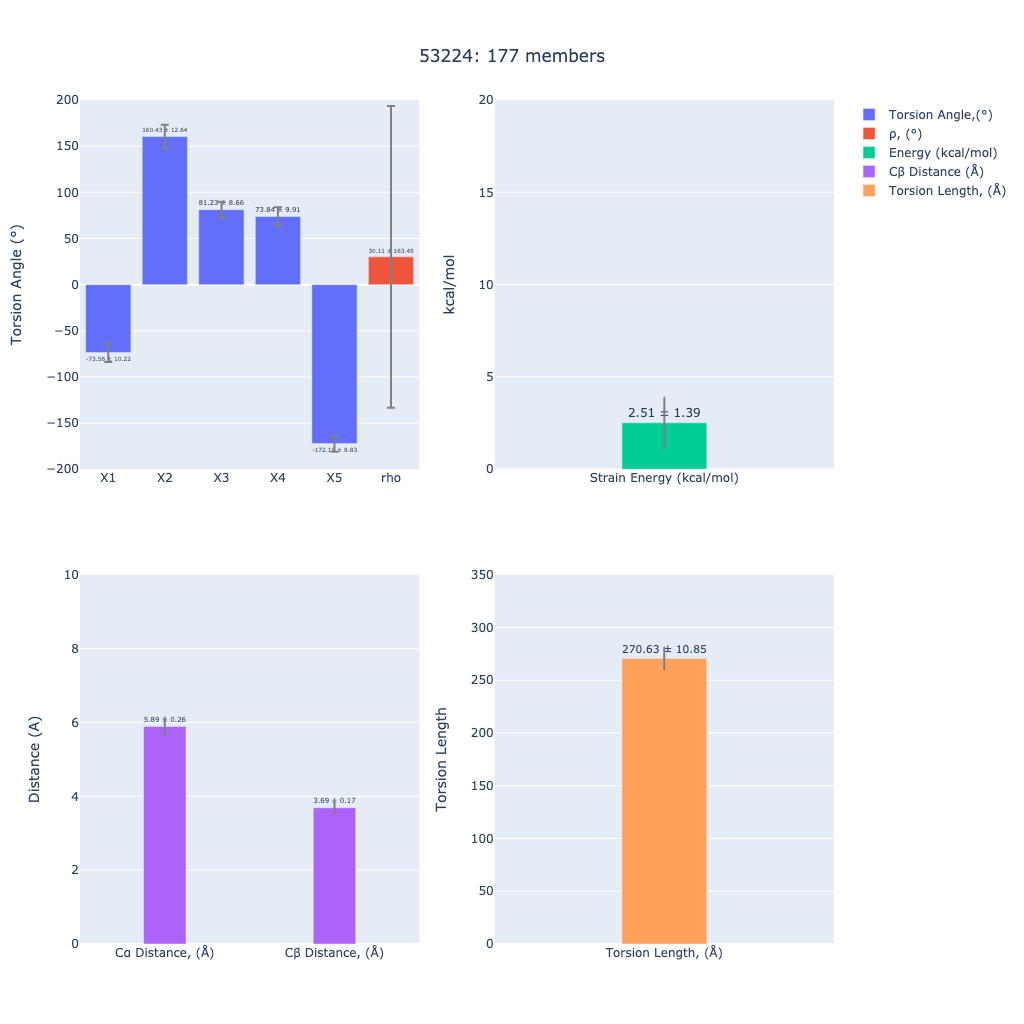 53224: 177 members
200
150
100
50
0
−50
−100
−150
−200
Torsion Angle (°)
-73.56 ± 10.22
160.43 ± 12.64
81.23 ± 8.66
73.84 ± 9.91
30.11 ± 163.45
X1 X2 X3 X4 X5 rho
20
15
10
5
0
kcal/mol
2.51 ± 1.39
Strain Energy (kcal/mol)
Torsion Angle,(°)
ρ, (°)
Energy (kcal/mol)
Cβ Distance (Å)
Torsion Length, (Å)
10
8
6
4
2
0
Distance (A)
5.89 ± 0.26
3.69 ± 0.17
Cα Distance, (Å) Cβ Distance, (Å)
350
300
250
200
150
100
50
0
Torsion Length
270.63 ± 10.85
Torsion Length, (Å)